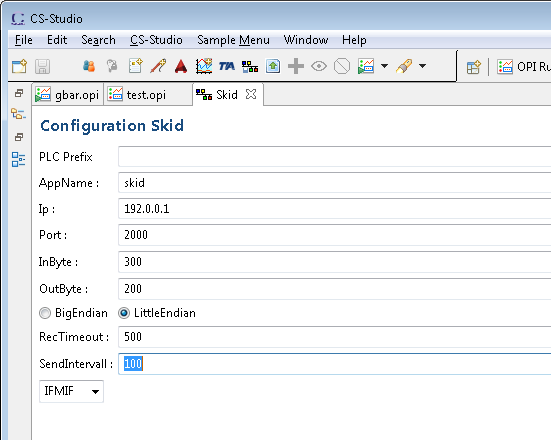 CS-Studio
File Edit Search CS-Studio Sample Menu Window Help
OPI Ru
gbar.opi test.opi Skid
Configuration Skid
PLC Prefix
AppName : skid
Ip : 192.0.0.1
Port : 2000
InByte : 300
OutByte : 200
BigEndian LittleEndian
RecTimeout : 500
SendIntervall : 100
IFMIF